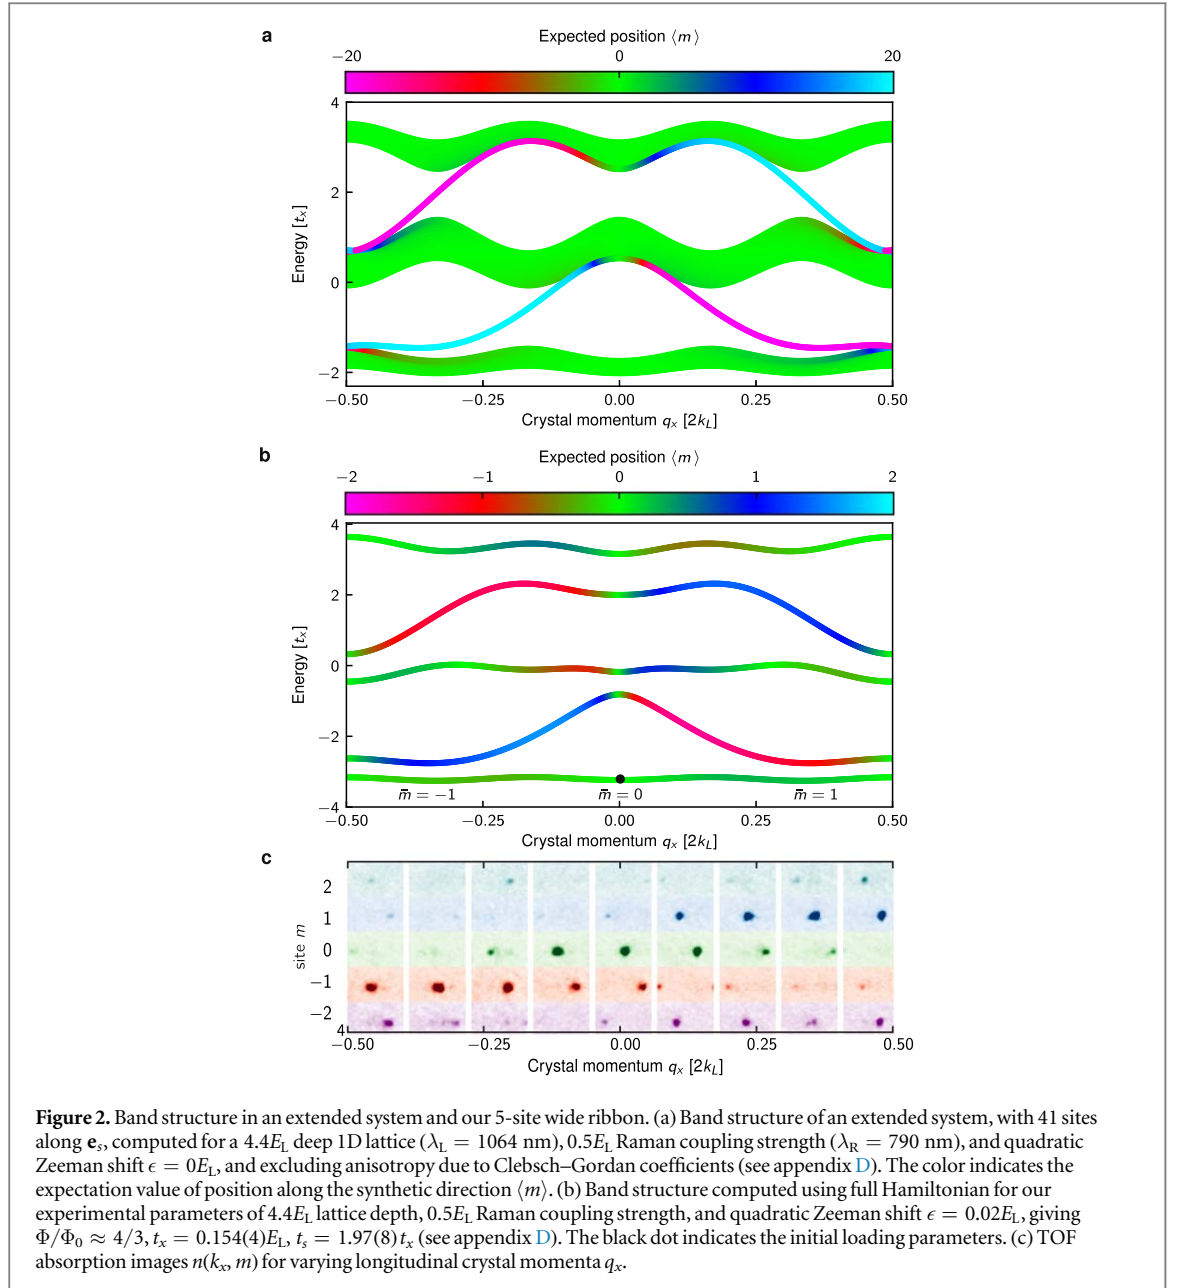 a
Expected position ⟨m⟩
−20 0 20
4
2
0
−2
Energy [tx]
−0.50 −0.25 0.00 0.25 0.50
Crystal momentum qx [2kL]
b
Expected position ⟨m⟩
−2 −1 0 1 2
4
2
0
−2
−4
Energy [tx]
m̄ = −1 m̄ = 0 m̄ = 1
−0.50 −0.25 0.00 0.25 0.50
Crystal momentum qx [2kL]
c
2
1
0
−1
−2
4
site m
−0.50 −0.25 0.00 0.25 0.50
Crystal momentum qx [2kL]
Figure 2. Band structure in an extended system and our 5-site wide ribbon. (a) Band structure of an extended system, with 41 sites
along es, computed for a 4.4EL deep 1D lattice (λL = 1064 nm), 0.5EL Raman coupling strength (λR = 790 nm), and quadratic
Zeeman shift ϵ = 0EL, and excluding anisotropy due to Clebsch–Gordan coefficients (see appendix D). The color indicates the
expectation value of position along the synthetic direction ⟨m⟩. (b) Band structure computed using full Hamiltonian for our
experimental parameters of 4.4EL lattice depth, 0.5EL Raman coupling strength, and quadratic Zeeman shift ϵ = 0.02EL, giving
Φ/Φ0 ≈ 4/3, tx = 0.154(4)EL, ts = 1.97(8)tx (see appendix D). The black dot indicates the initial loading parameters. (c) TOF
absorption images n(kx, m) for varying longitudinal crystal momenta qx.